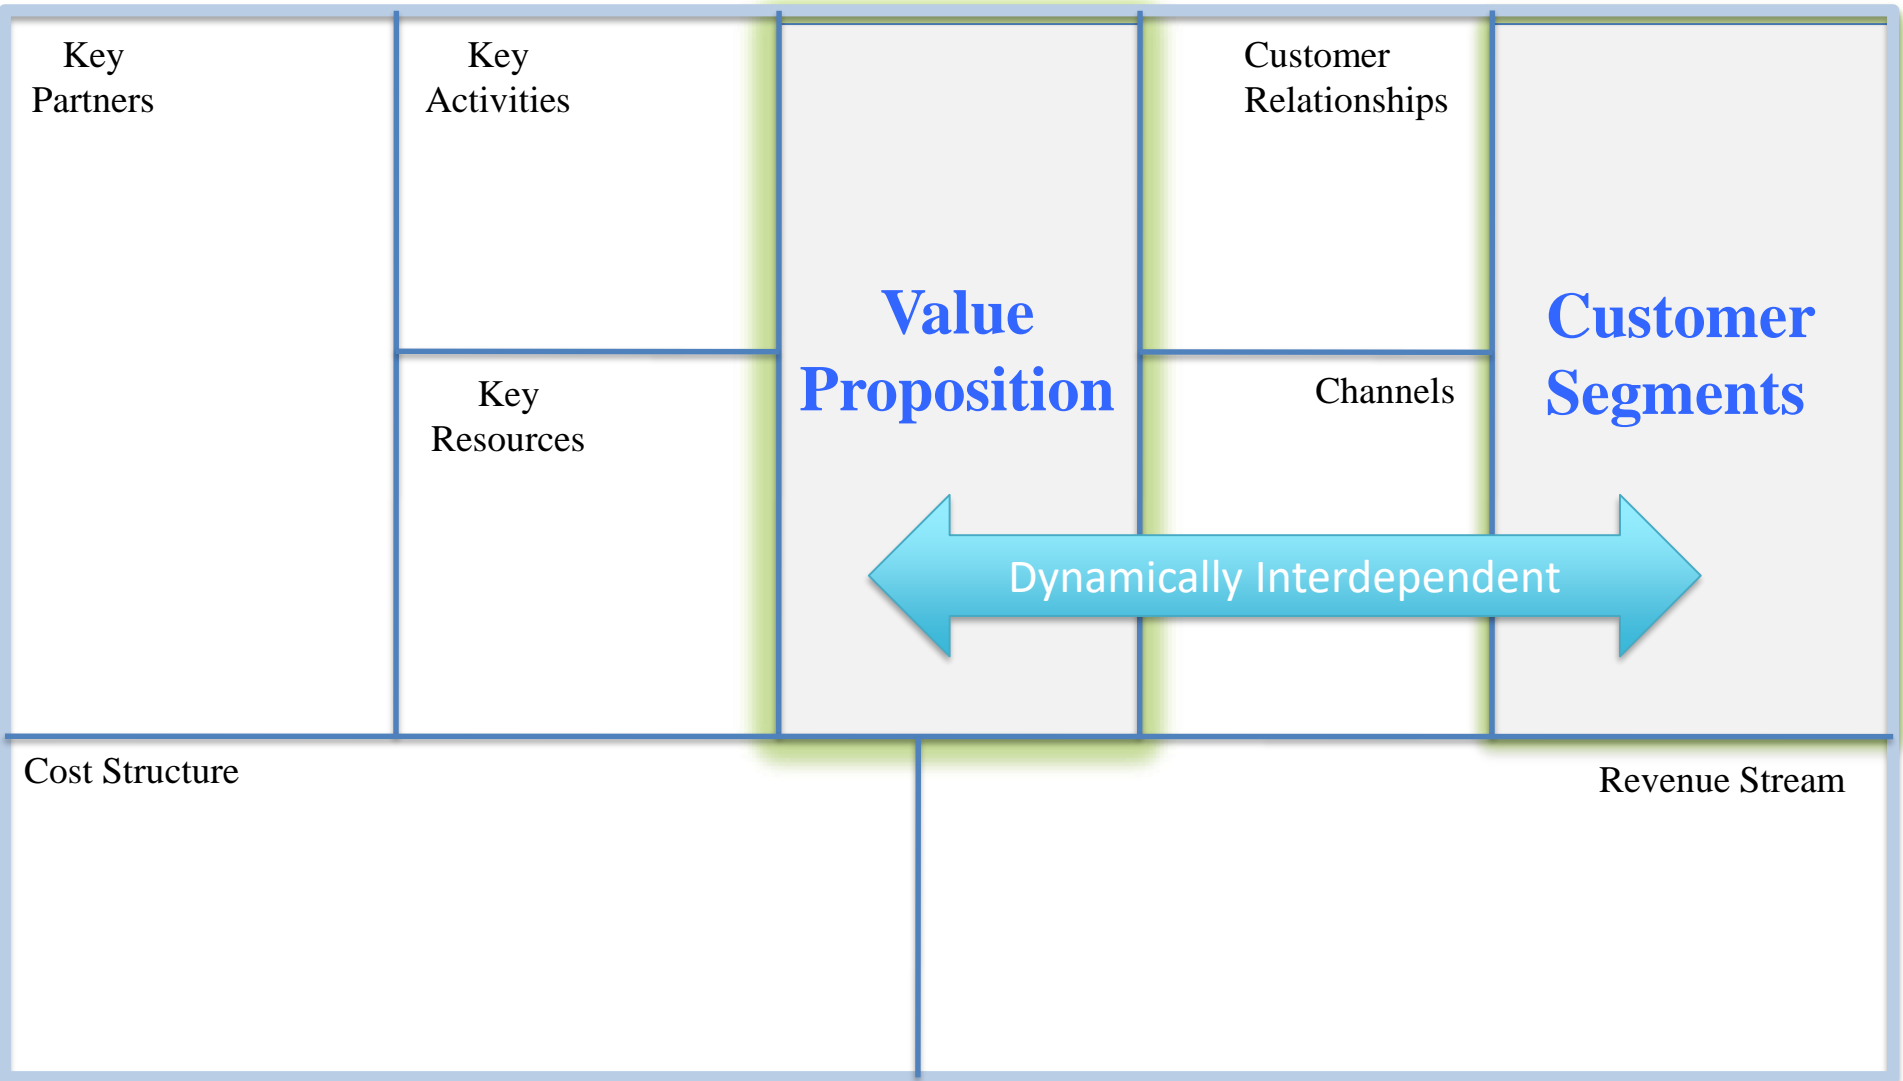 Key
Partners
Key
Activities
Key
Resources
Value
Proposition
Customer
Relationships
Channels
Customer
Segments
Dynamically Interdependent
Cost Structure
Revenue Stream